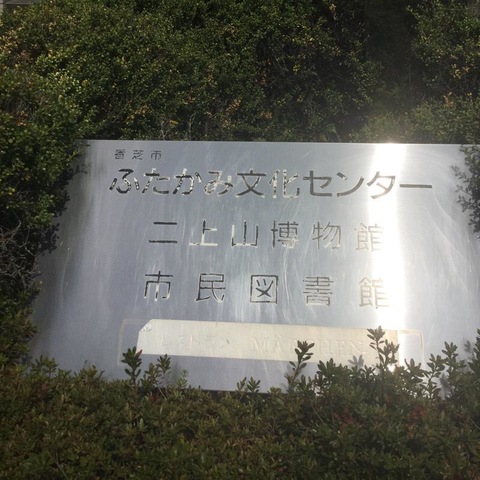 香芝市
ふたかみ文化センター
二上山博物館
市民図書館